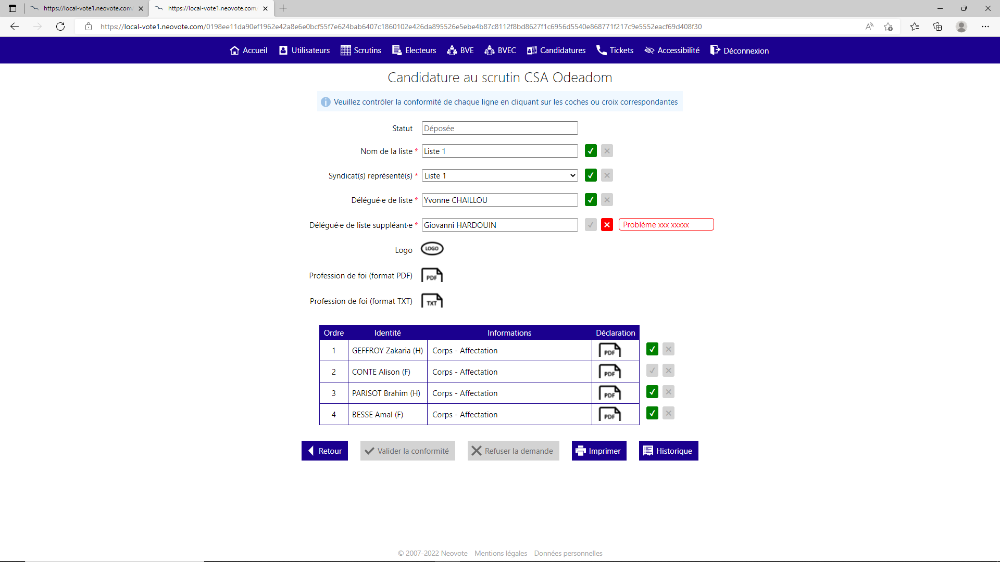 https://local-vote1.neovote.com/
https://local-vote1.neovote.com/
https://local-vote1.neovote.com/0198ee11da90ef1962e42a8e6e0bcf55f7e624bab6407c1860102e426da895526e5ebe4b87c8112f8bd8627f1c6956d5540e868771f217c9e5552eacf69d408f30
Accueil Utilisateurs Scrutins Electeurs BVE BVEC Candidatures Tickets Accessibilité Déconnexion
Candidature au scrutin CSA Odeadom
Veuillez contrôler la conformité de chaque ligne en cliquant sur les coches ou croix correspondantes
Statut Déposée
Nom de la liste * Liste 1
Syndicat(s) représenté(s) * Liste 1
Délégué·e de liste * Yvonne CHAILLOU
Délégué·e de liste suppléant·e * Giovanni HARDOUIN Problème xxx xxxxx
Logo LOGO
Profession de foi (format PDF) PDF
Profession de foi (format TXT) TXT
Ordre Identité Informations Déclaration
1 GEFFROY Zakaria (H) Corps - Affectation PDF
2 CONTE Alison (F) Corps - Affectation PDF
3 PARISOT Brahim (H) Corps - Affectation PDF
4 BESSE Amal (F) Corps - Affectation PDF
Retour Valider la conformité Refuser la demande Imprimer Historique
© 2007-2022 Neovote Mentions légales Données personnelles